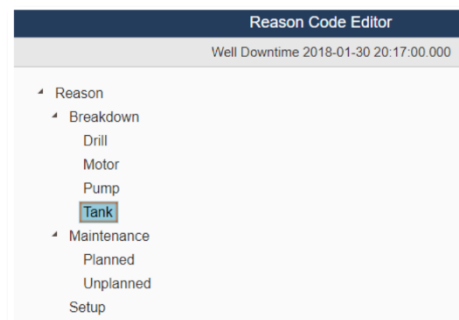 Reason Code Editor
Well Downtime 2018-01-30 20:17:00.000
Reason
Breakdown
Drill
Motor
Pump
Tank
Maintenance
Planned
Unplanned
Setup